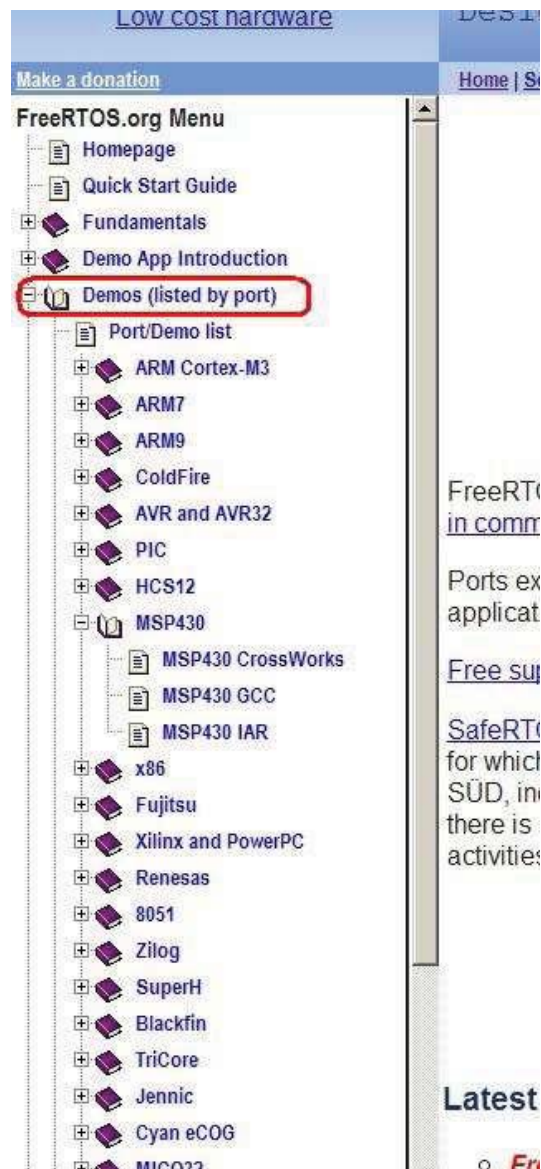 Low cost hardware
Make a donation
FreeRTOS.org Menu
Homepage
Quick Start Guide
Fundamentals
Demo App Introduction
Demos (listed by port)
Port/Demo list
ARM Cortex-M3
ARM7
ARM9
ColdFire
AVR and AVR32
PIC
HCS12
MSP430
MSP430 CrossWorks
MSP430 GCC
MSP430 IAR
x86
Fujitsu
Xilinx and PowerPC
Renesas
8051
Zilog
SuperH
Blackfin
TriCore
Jennic
Cyan eCOG
Home | S
FreeRT
in comm
Ports ex
applicat
Free sup
SafeRT
for which
SÜD, in
there is
activities
Latest